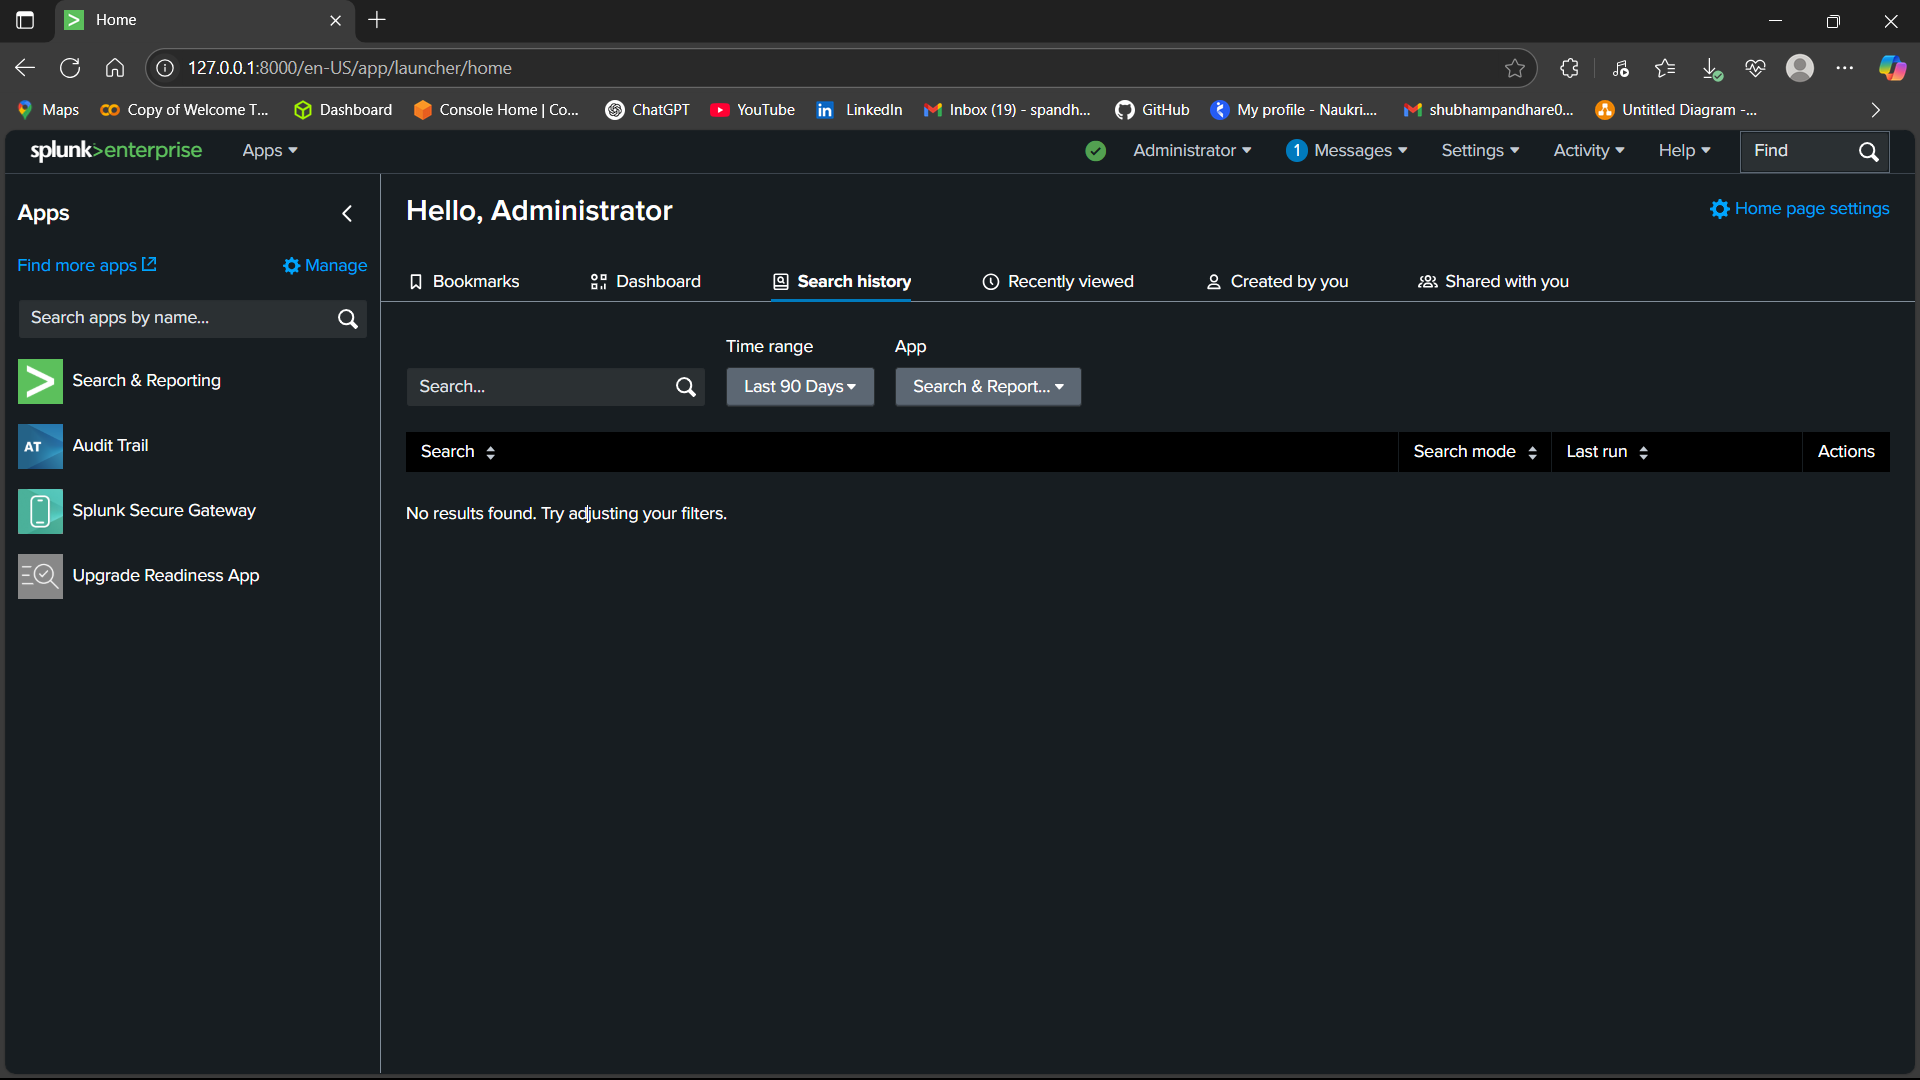 Home
127.0.0.1:8000/en-US/app/launcher/home
Maps Copy of Welcome T... Dashboard Console Home | Co... ChatGPT YouTube LinkedIn Inbox (19) - spandh... GitHub My profile - Naukri.... shubhampandhare0... Untitled Diagram -...
splunk>enterprise Apps Administrator 1 Messages Settings Activity Help Find
Apps
Find more apps Manage
Search apps by name...
Search & Reporting
AT Audit Trail
Splunk Secure Gateway
Upgrade Readiness App
Hello, Administrator
Home page settings
Bookmarks Dashboard Search history Recently viewed Created by you Shared with you
Time range App
Search... Last 90 Days Search & Report...
Search Search mode Last run Actions
No results found. Try adjusting your filters.